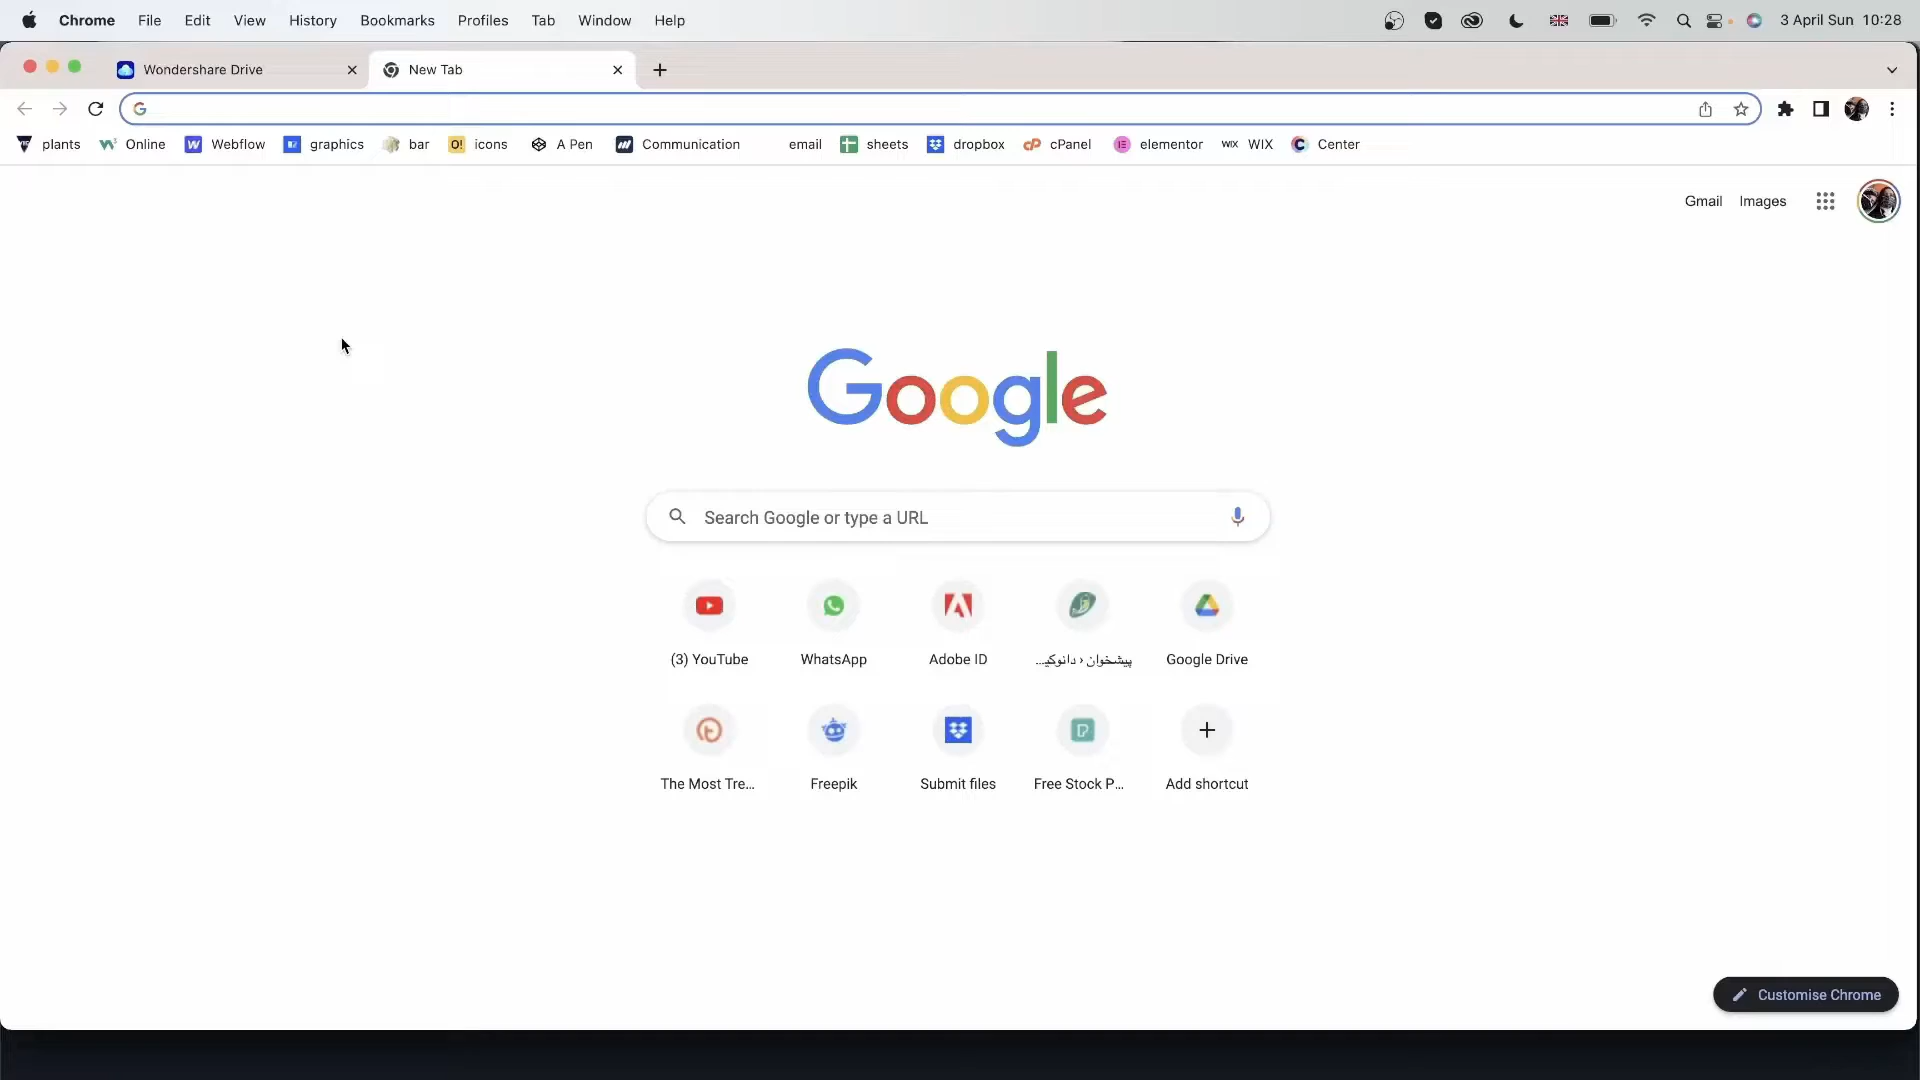 Chrome File Edit View History Bookmarks Profiles Tab Window Help 3 April Sun 10:28
Wondershare Drive New Tab
plants Online Webflow graphics bar icons A Pen Communication email sheets dropbox cPanel elementor WIX WIX Center
Gmail Images
Google
Search Google or type a URL
(3) YouTube WhatsApp Adobe ID پیشخوان ‹ دانوکیـ... Google Drive
The Most Tre... Freepik Submit files Free Stock P... Add shortcut
Customise Chrome